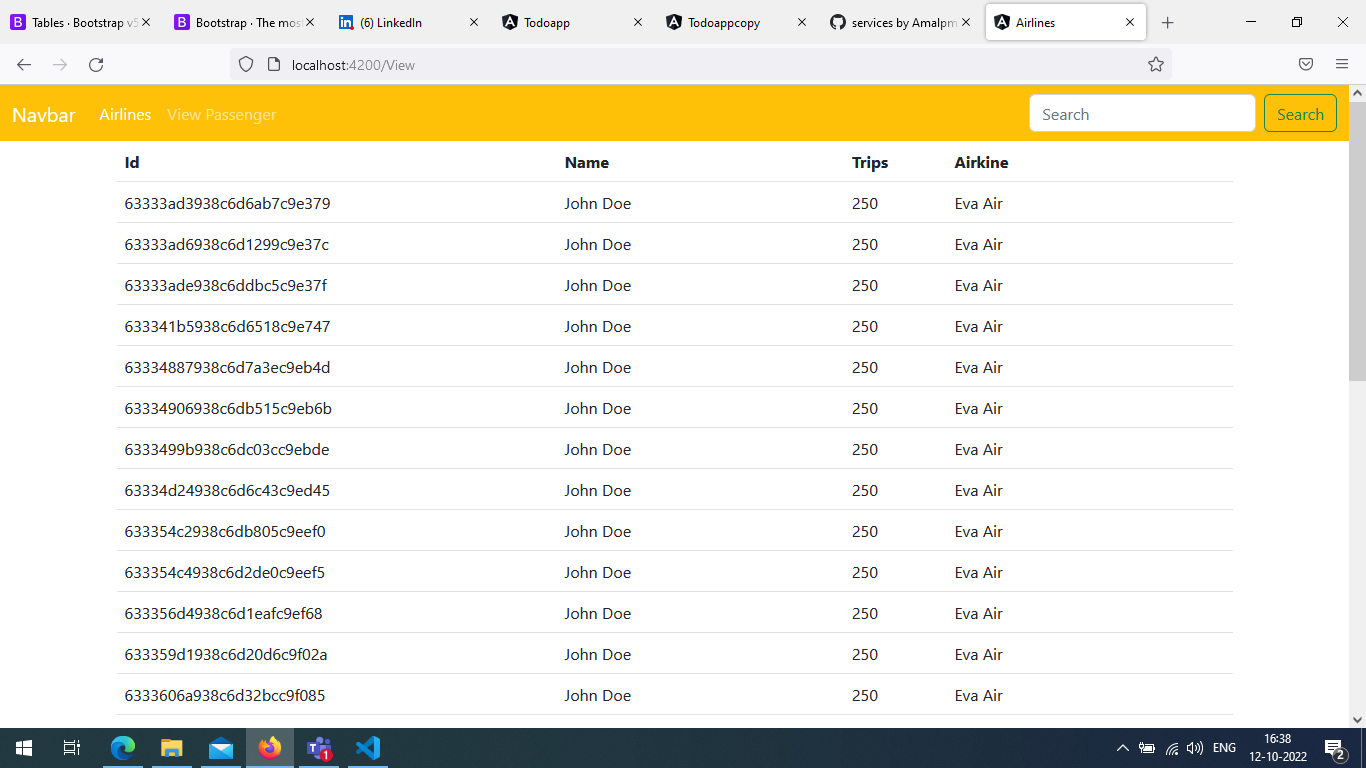 Tables · Bootstrap v5
Bootstrap · The most
(6) LinkedIn
Todoapp
Todoappcopy
services by Amalpm
Airlines
localhost:4200/View
Navbar Airlines View Passenger Search Search
Id Name Trips Airkine
63333ad3938c6d6ab7c9e379 John Doe 250 Eva Air
63333ad6938c6d1299c9e37c John Doe 250 Eva Air
63333ade938c6ddbc5c9e37f John Doe 250 Eva Air
633341b5938c6d6518c9e747 John Doe 250 Eva Air
63334887938c6d7a3ec9eb4d John Doe 250 Eva Air
63334906938c6db515c9eb6b John Doe 250 Eva Air
6333499b938c6dc03cc9ebde John Doe 250 Eva Air
63334d24938c6d6c43c9ed45 John Doe 250 Eva Air
633354c2938c6db805c9eef0 John Doe 250 Eva Air
633354c4938c6d2de0c9eef5 John Doe 250 Eva Air
633356d4938c6d1eafc9ef68 John Doe 250 Eva Air
633359d1938c6d20d6c9f02a John Doe 250 Eva Air
6333606a938c6d32bcc9f085 John Doe 250 Eva Air
1
ENG
16:38
12-10-2022
2